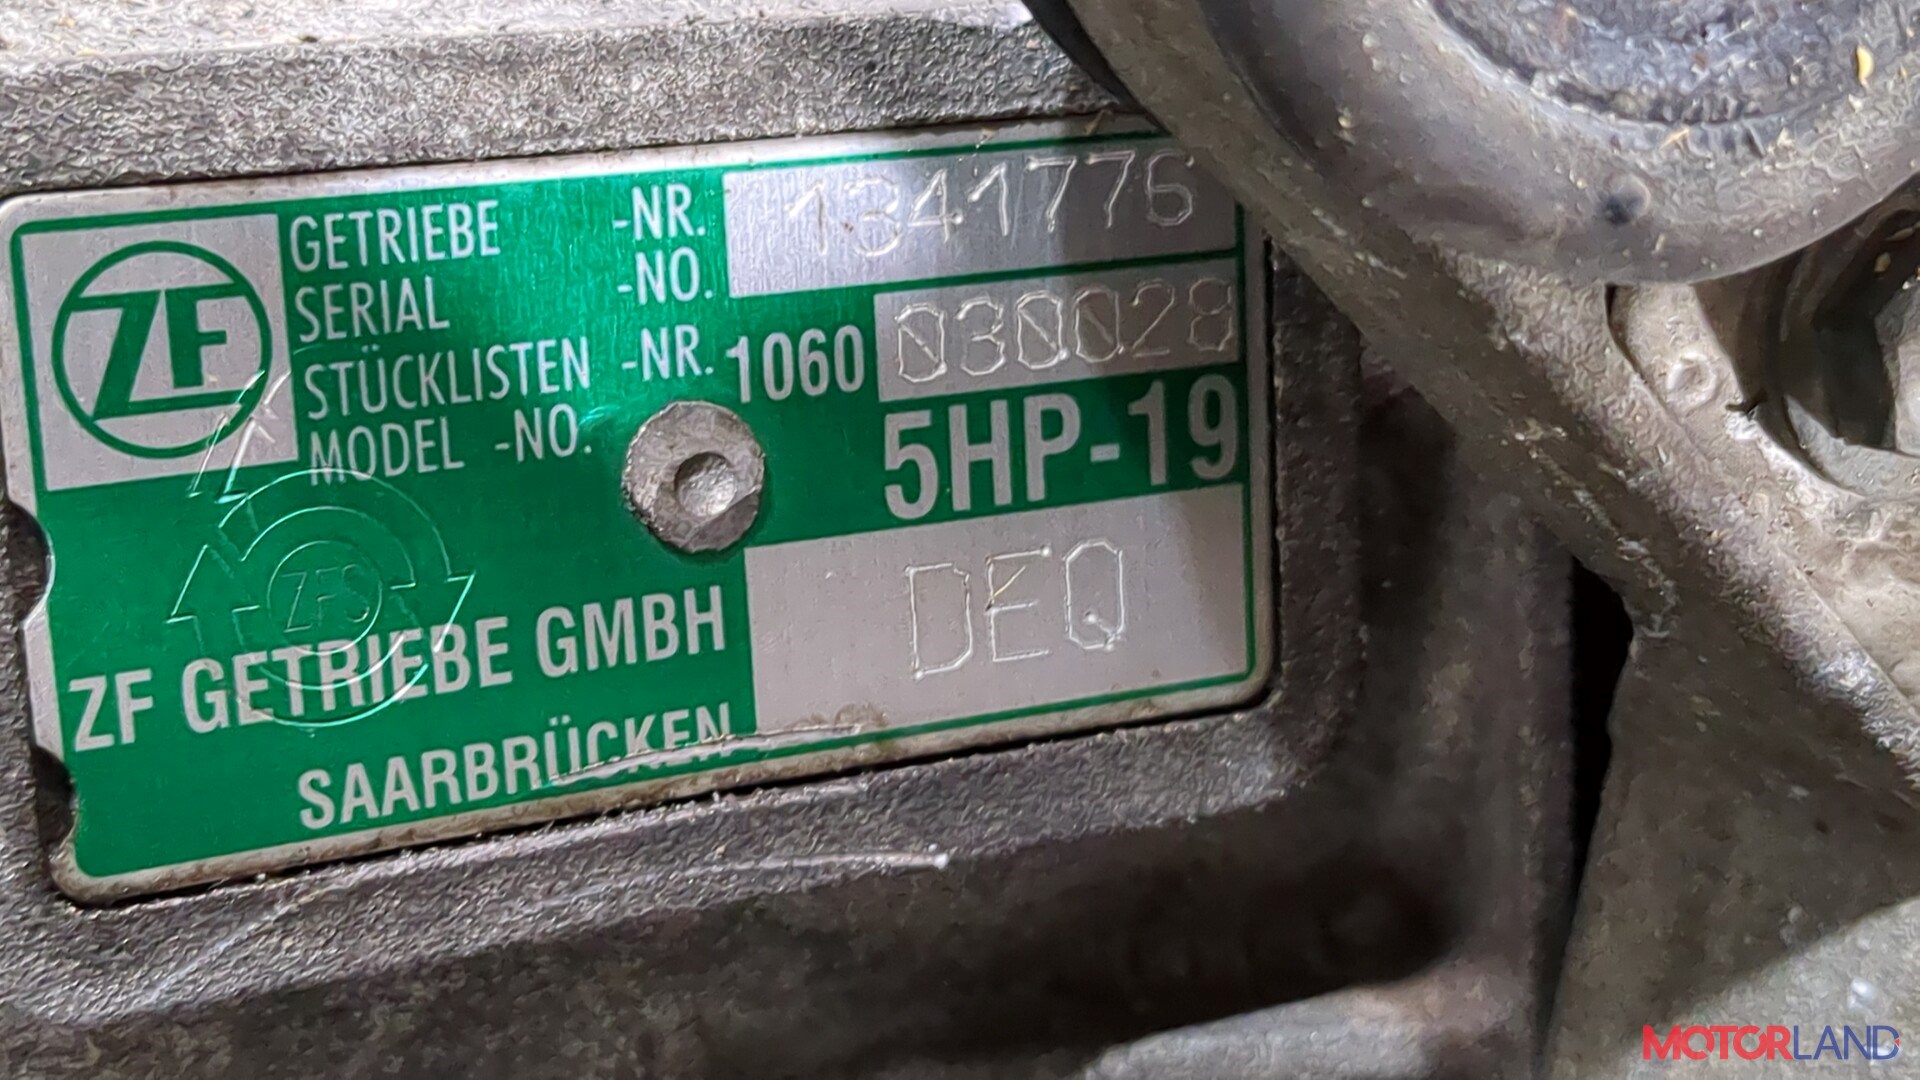 ZF
GETRIEBE -NR. 1341776
SERIAL -NO.
STÜCKLISTEN -NR. 1060 030028
MODEL -NO.
5HP-19
ZFS
DEQ
ZF GETRIEBE GMBH
SAARBRÜCKEN
MOTORLAND